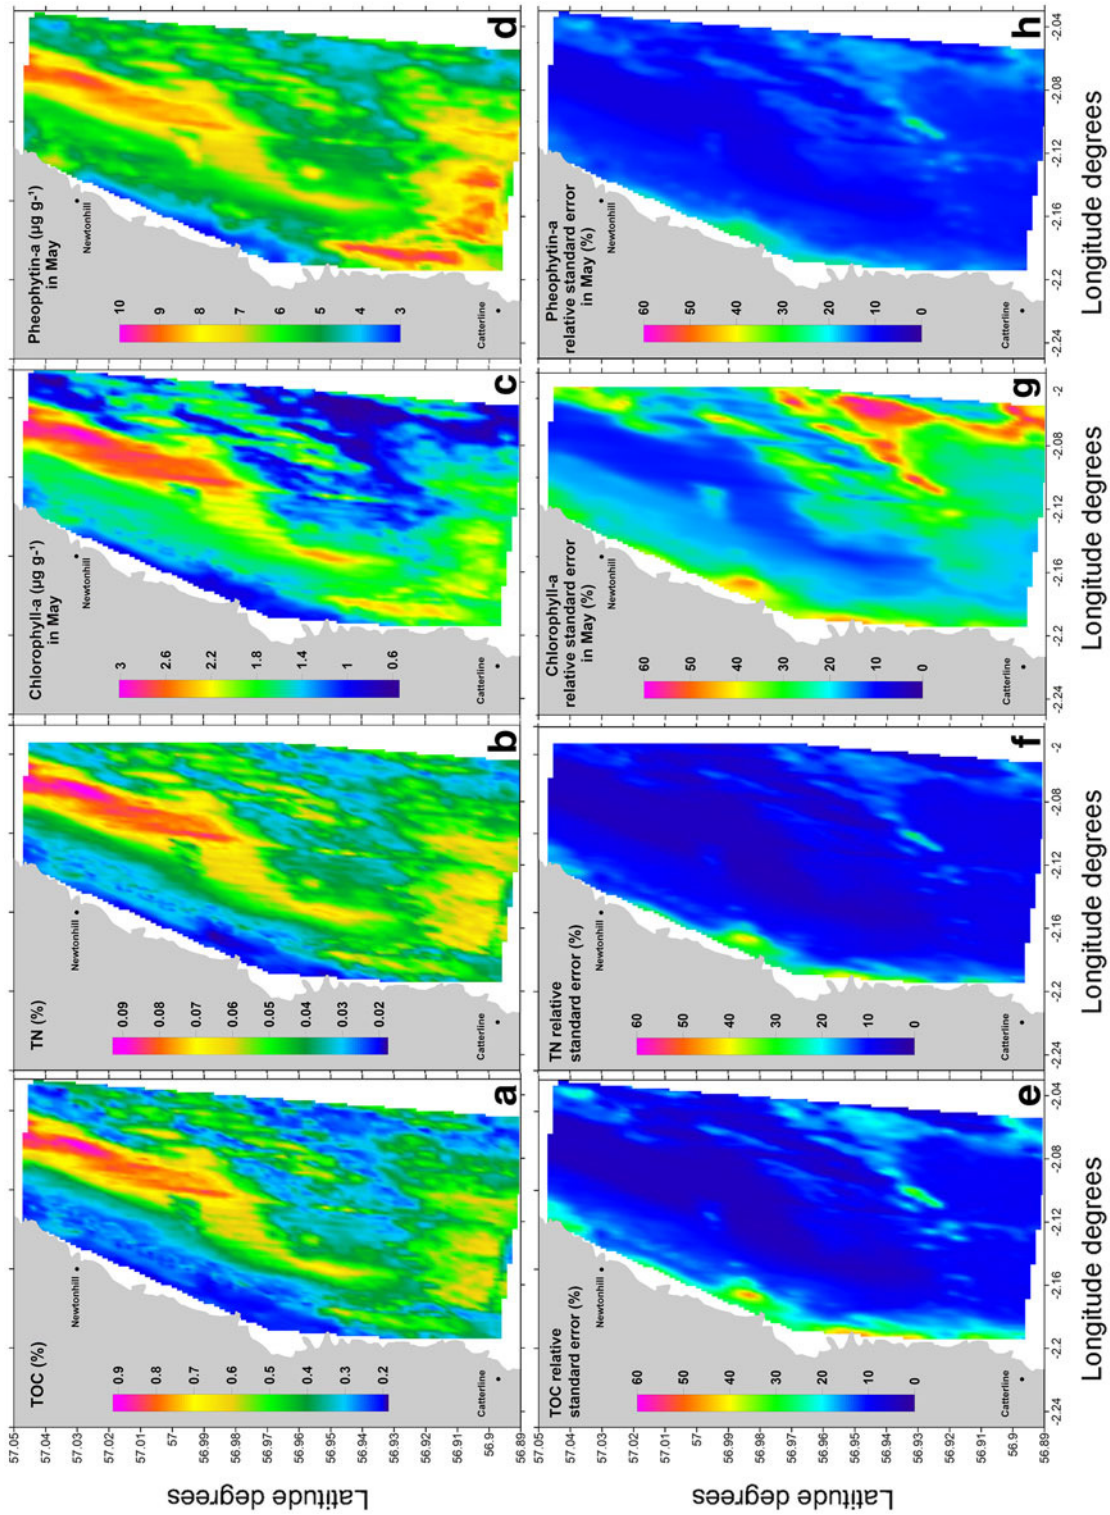 Latitude degrees
57.05
57.04
57.03
57.02
57.01
57
56.99
56.98
56.97
56.96
56.95
56.94
56.93
56.92
56.91
56.9
56.89
TOC (%)
0.9
0.8
0.7
0.6
0.5
0.4
0.3
0.2
Newtonhill
Catterline
a
TN (%)
0.09
0.08
0.07
0.06
0.05
0.04
0.03
0.02
Newtonhill
Catterline
b
Chlorophyll-a (µg g-¹)
in May
3
2.6
2.2
1.8
1.4
1
0.6
Newtonhill
Catterline
c
Pheophytin-a (µg g-¹)
in May
10
9
8
7
6
5
4
3
Newtonhill
Catterline
d
Latitude degrees
57.05
57.04
57.03
57.02
57.01
57
56.99
56.98
56.97
56.96
56.95
56.94
56.93
56.92
56.91
56.9
56.89
TOC relative
standard error (%)
60
50
40
30
20
10
0
Newtonhill
Catterline
e
-2.24 -2.2 -2.16 -2.12 -2.08 -2.04
Longitude degrees
TN relative
standard error (%)
60
50
40
30
20
10
0
Newtonhill
Catterline
f
-2.24 -2.2 -2.16 -2.12 -2.08 -2
Longitude degrees
Chlorophyll-a
relative standard error
in May (%)
60
50
40
30
20
10
0
Newtonhill
Catterline
g
-2.24 -2.2 -2.16 -2.12 -2.08 -2
Longitude degrees
Pheophytin-a
relative standard error
in May (%)
60
50
40
30
20
10
0
Newtonhill
Catterline
h
-2.24 -2.2 -2.16 -2.12 -2.08 -2.04
Longitude degrees